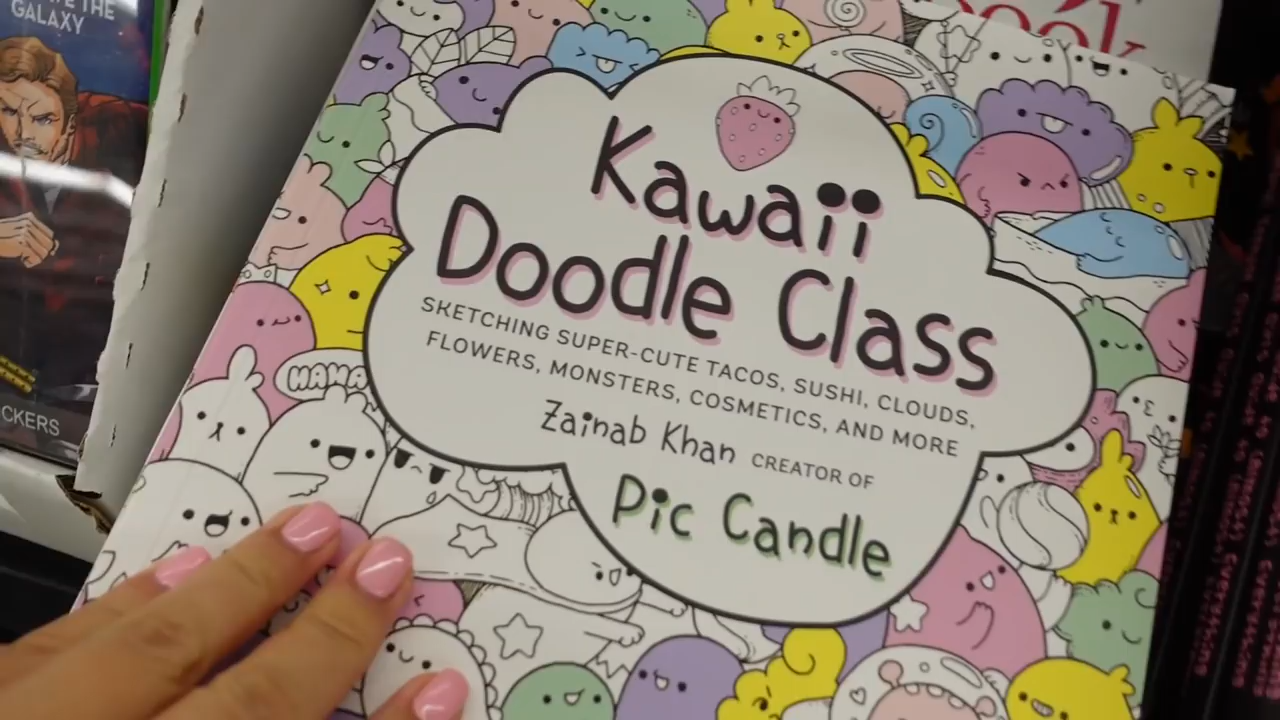 THE
GALAXY
CKERS
Kawaii
Doodle Class
SKETCHING SUPER-CUTE TACOS, SUSHI, CLOUDS,
FLOWERS, MONSTERS, COSMETICS, AND MORE
Zainab Khan CREATOR OF
Pic Candle
HAHA